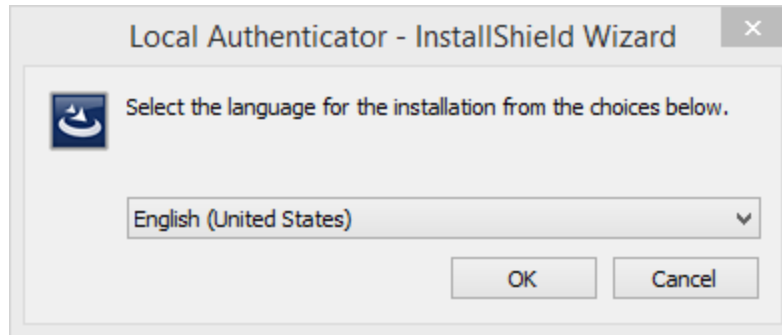 Local Authenticator - InstallShield Wizard
Select the language for the installation from the choices below.
English (United States)
OK
Cancel